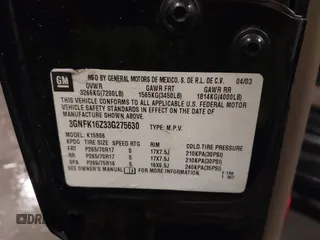 GM
MFD BY GENERAL MOTORS DE MEXICO, S. DE R.L. DE C.V. 04/03
GVWR GAWR FRT GAWR RR
3266KG(7200LB) 1565KG(3450LB) 1814KG(4000LB)
THIS VEHICLE CONFORMS TO ALL APPLICABLE U.S. FEDERAL MOTOR
VEHICLE SAFETY STANDARDS IN EFFECT ON THE DATE OF
MANUFACTURE SHOWN ABOVE.
3GNFK16Z33G275630 TYPE: M.P.V.
MODEL: K15906
KPDG TIRE SIZE SPEED RTG RIM COLD TIRE PRESSURE
FRT P265/70R17 S 17X7.5J 210KPA(30PSI)
RR P265/70R17 S 17X7.5J 210KPA(30PSI)
SPA P265/75R16 S 16X6.5J 240KPA(35PSI)
SEE OWNER'S MANUAL FOR ADDITIONAL INFORMATION